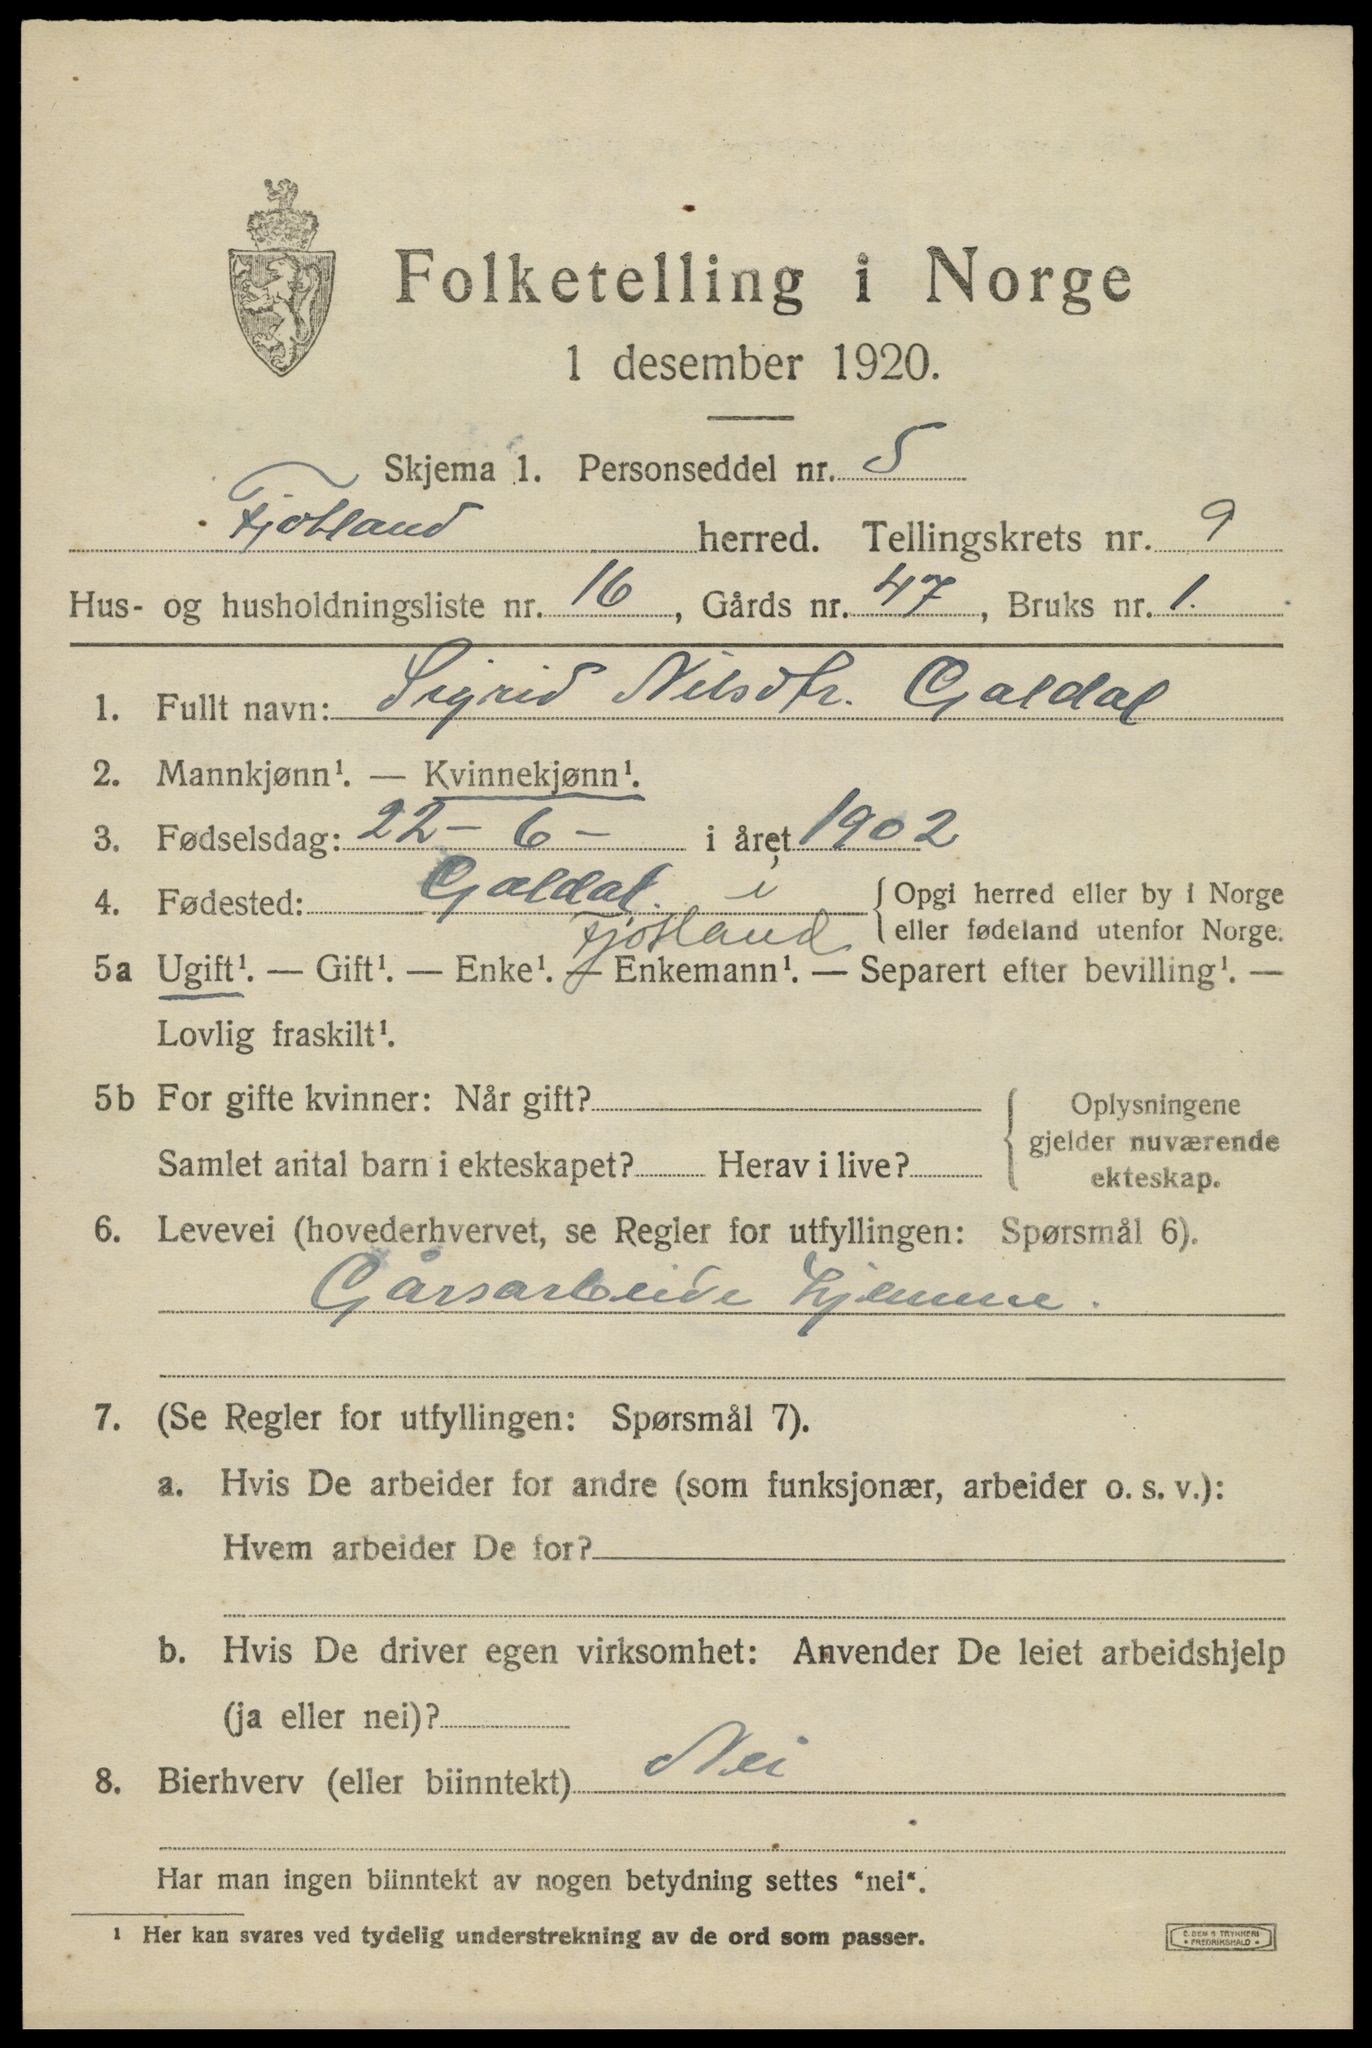 Folketelling i Norge
1 desember 1920.
Skjema 1. Personseddel nr. 5
Fjotland herred. Tellingskrets nr. 9
Hus- og husholdningsliste nr. 16, Gårds nr. 47, Bruks nr. 1.
1. Fullt navn: Sigrid Nilsdtr. Galdal
2. Mannkjønn¹. — Kvinnekjønn¹.
3. Fødselsdag: 22 - 6 - i året 1902
4. Fødested: Galdal. i Fjotland {Opgi herred eller by i Norge
eller fødeland utenfor Norge.
5a Ugift¹. — Gift¹. — Enke¹. — Enkemann¹. — Separert efter bevilling¹. —
Lovlig fraskilt¹.
5b For gifte kvinner: Når gift? { Oplysningene
gjelder nuværende
Samlet antal barn i ekteskapet? Herav i live? ekteskap.
6. Levevei (hovederhvervet, se Regler for utfyllingen: Spørsmål 6).
Gårsarbeide hjemme.
7. (Se Regler for utfyllingen: Spørsmål 7).
a. Hvis De arbeider for andre (som funksjonær, arbeider o. s. v.):
Hvem arbeider De for?
b. Hvis De driver egen virksomhet: Anvender De leiet arbeidshjelp
(ja eller nei)?
8. Bierhverv (eller biinntekt) Nei
Har man ingen biinntekt av nogen betydning settes "nei".
¹ Her kan svares ved tydelig understrekning av de ord som passer.
FREDRIKSHALD